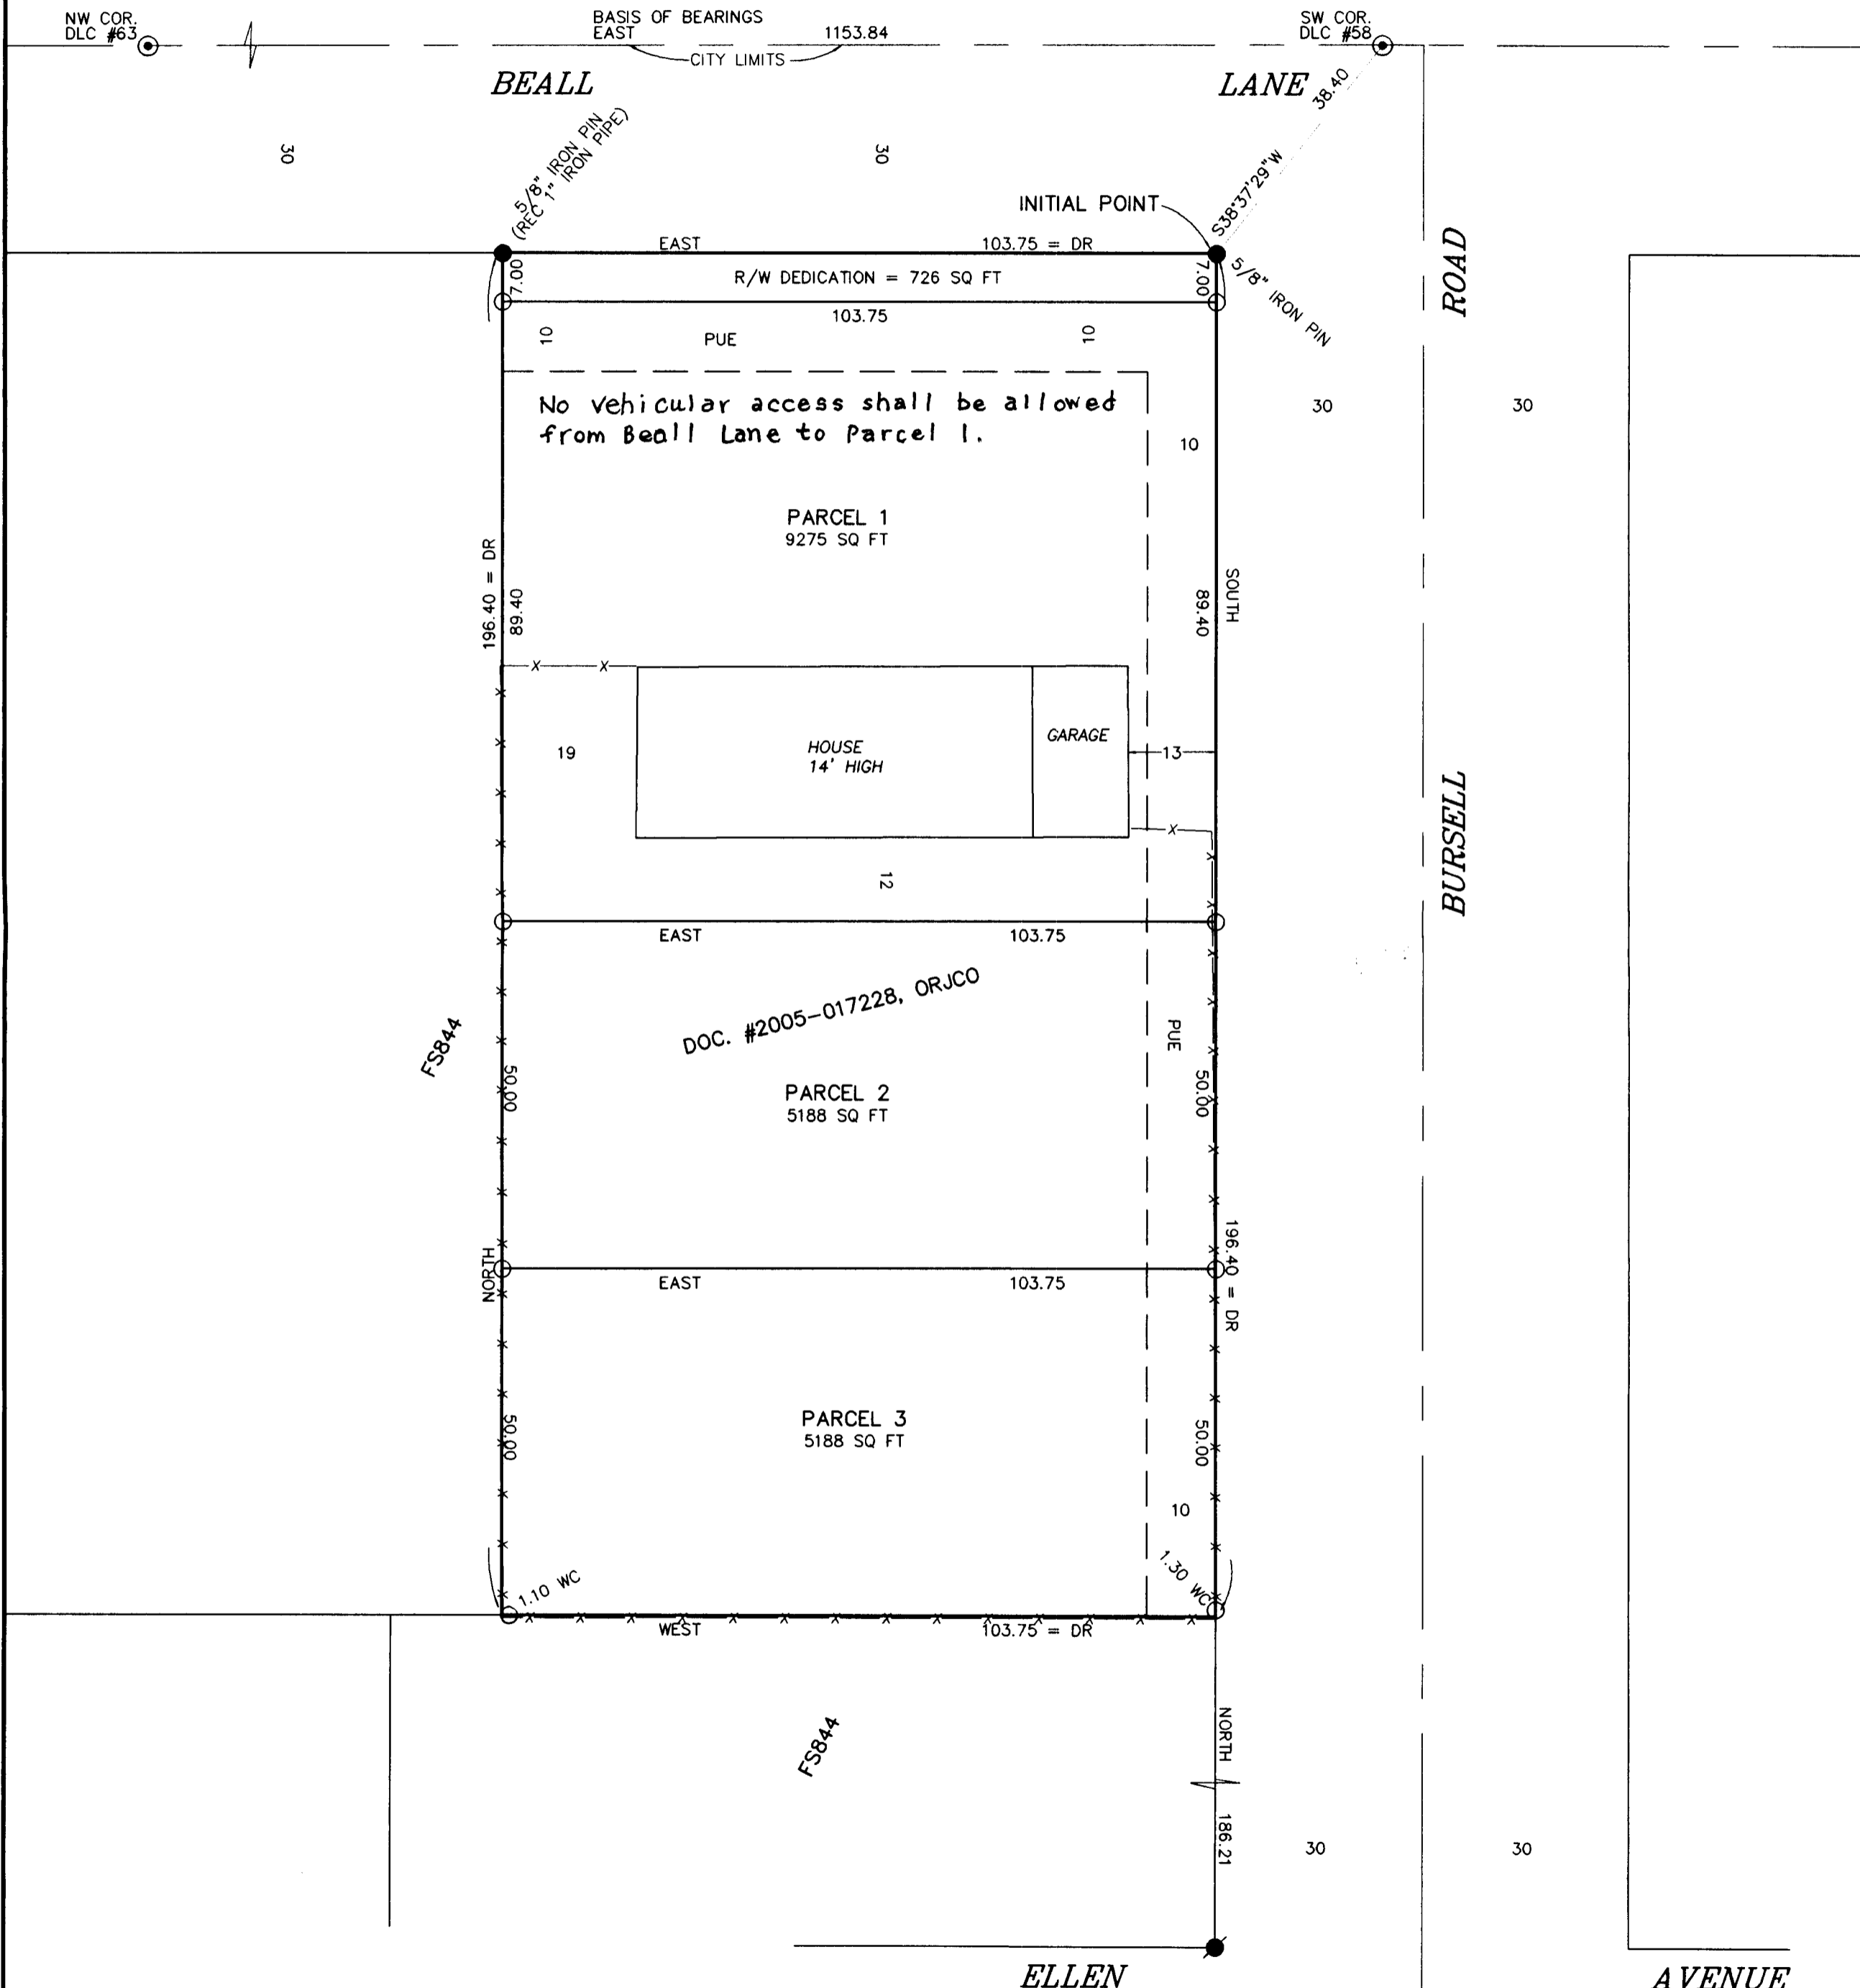 NW COR.
DLC #63
BASIS OF BEARINGS
EAST 1153.84
CITY LIMITS
SW COR.
DLC #58
BEALL LANE
38.40
S38°37'29"W
30
30
5/8" IRON PIN
(REC 1" IRON PIPE)
INITIAL POINT
5/8" IRON PIN
EAST 103.75 = DR
7.00
R/W DEDICATION = 726 SQ FT
7.00
103.75
10
PUE
10
No vehicular access shall be allowed
from Beall Lane to Parcel 1.
10
30
30
ROAD
PARCEL 1
9275 SQ FT
196.40 = DR
89.40
89.40
SOUTH
19
HOUSE
14' HIGH
GARAGE
13
BURSELL
12
EAST 103.75
DOC. #2005-017228, ORJCO
FS844
PUE
50.00
PARCEL 2
5188 SQ FT
50.00
NORTH
196.40 = DR
EAST 103.75
50.00
PARCEL 3
5188 SQ FT
50.00
10
1.10 WC
1.30 WC
WEST 103.75 = DR
FS844
NORTH
186.21
30
30
ELLEN AVENUE